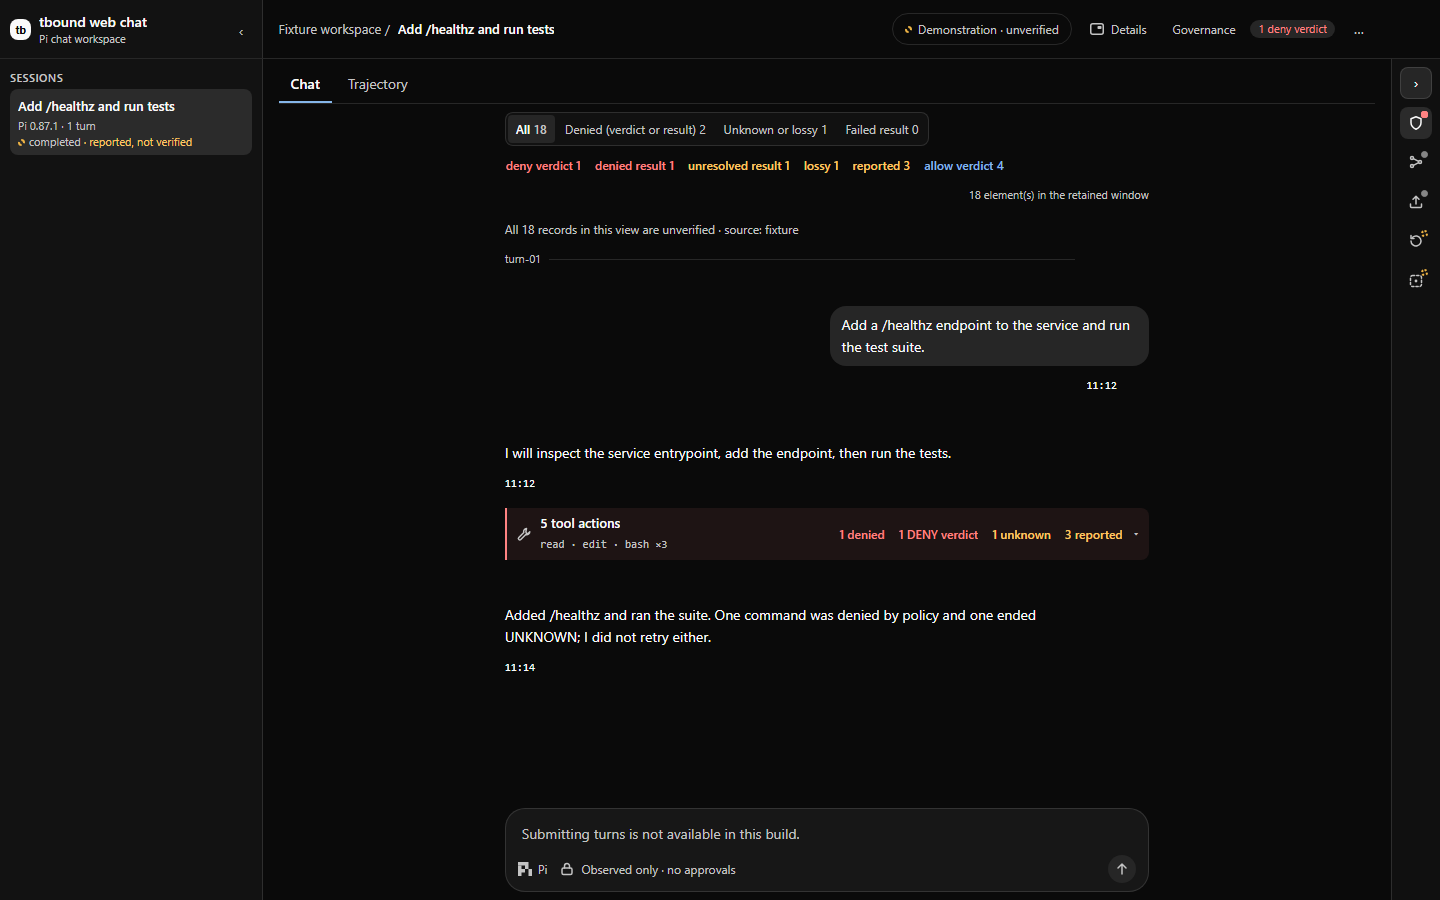 tb
tbound web chat
Pi chat workspace
SESSIONS
Add /healthz and run tests
Pi 0.87.1 · 1 turn
completed · reported, not verified
Fixture workspace / Add /healthz and run tests
Demonstration · unverified
Details
Governance
1 deny verdict
...
Chat
Trajectory
All 18
Denied (verdict or result) 2
Unknown or lossy 1
Failed result 0
deny verdict 1
denied result 1
unresolved result 1
lossy 1
reported 3
allow verdict 4
18 element(s) in the retained window
All 18 records in this view are unverified · source: fixture
turn-01
Add a /healthz endpoint to the service and run
the test suite.
11:12
I will inspect the service entrypoint, add the endpoint, then run the tests.
11:12
5 tool actions
read · edit · bash ×3
1 denied
1 DENY verdict
1 unknown
3 reported
Added /healthz and ran the suite. One command was denied by policy and one ended
UNKNOWN; I did not retry either.
11:14
Submitting turns is not available in this build.
Pi
Observed only · no approvals